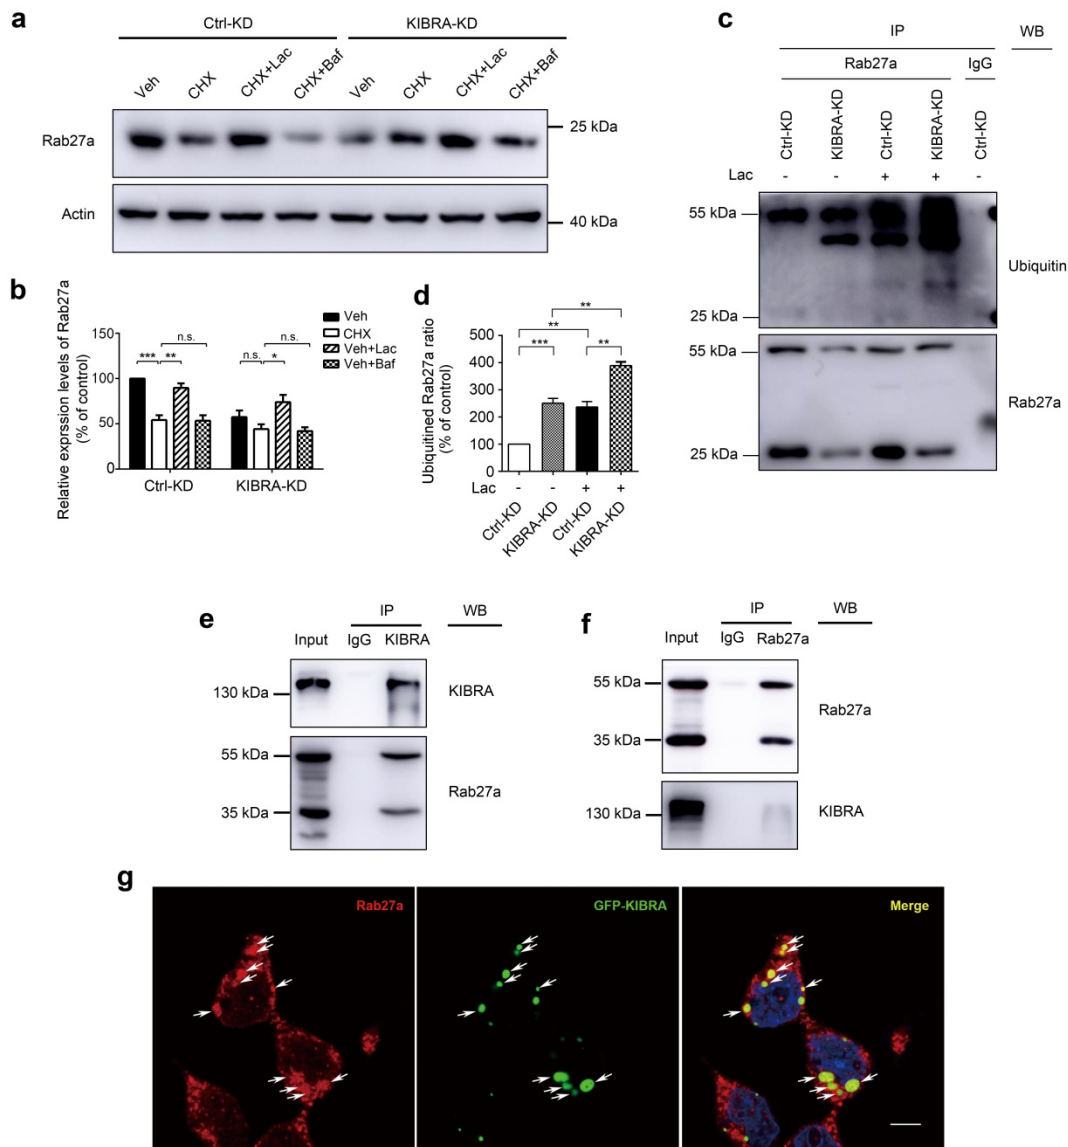 a
Ctrl-KD KIBRA-KD
Veh CHX CHX+Lac CHX+Baf Veh CHX CHX+Lac CHX+Baf
Rab27a
25 kDa
Actin
40 kDa
b
Relative exprssion levels of Rab27a
(% of control)
150
100
50
0
*** ** n.s.
n.s. * n.s.
Veh
CHX
Veh+Lac
Veh+Baf
Ctrl-KD KIBRA-KD
c
IP WB
Rab27a IgG
Ctrl-KD KIBRA-KD Ctrl-KD KIBRA-KD Ctrl-KD
Lac - - + + -
55 kDa
Ubiquitin
25 kDa
55 kDa
Rab27a
25 kDa
d
Ubiquitined Rab27a ratio
(% of control)
500
400
300
200
100
0
**
**
*** **
Lac - - + +
Ctrl-KD KIBRA-KD Ctrl-KD KIBRA-KD
e
IP WB
Input IgG KIBRA
130 kDa
KIBRA
55 kDa
Rab27a
35 kDa
f
IP WB
Input IgG Rab27a
55 kDa
Rab27a
35 kDa
130 kDa
KIBRA
g
Rab27a GFP-KIBRA Merge